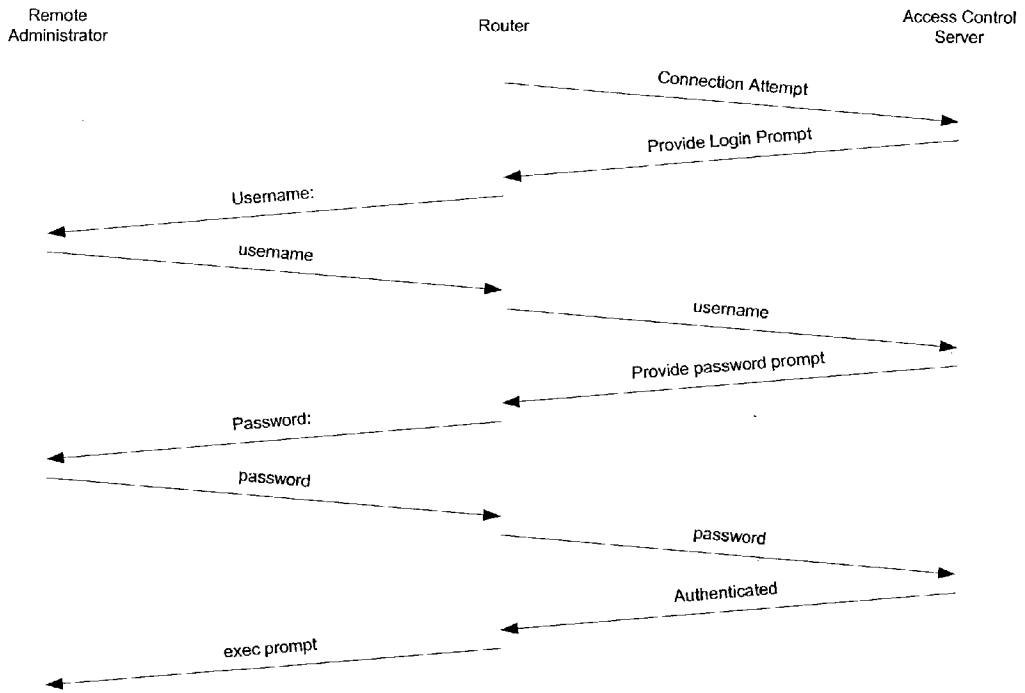 Remote
Administrator
Router
Access Control
Server
Connection Attempt
Provide Login Prompt
Username:
username
username
Provide password prompt
Password:
password
password
Authenticated
exec prompt